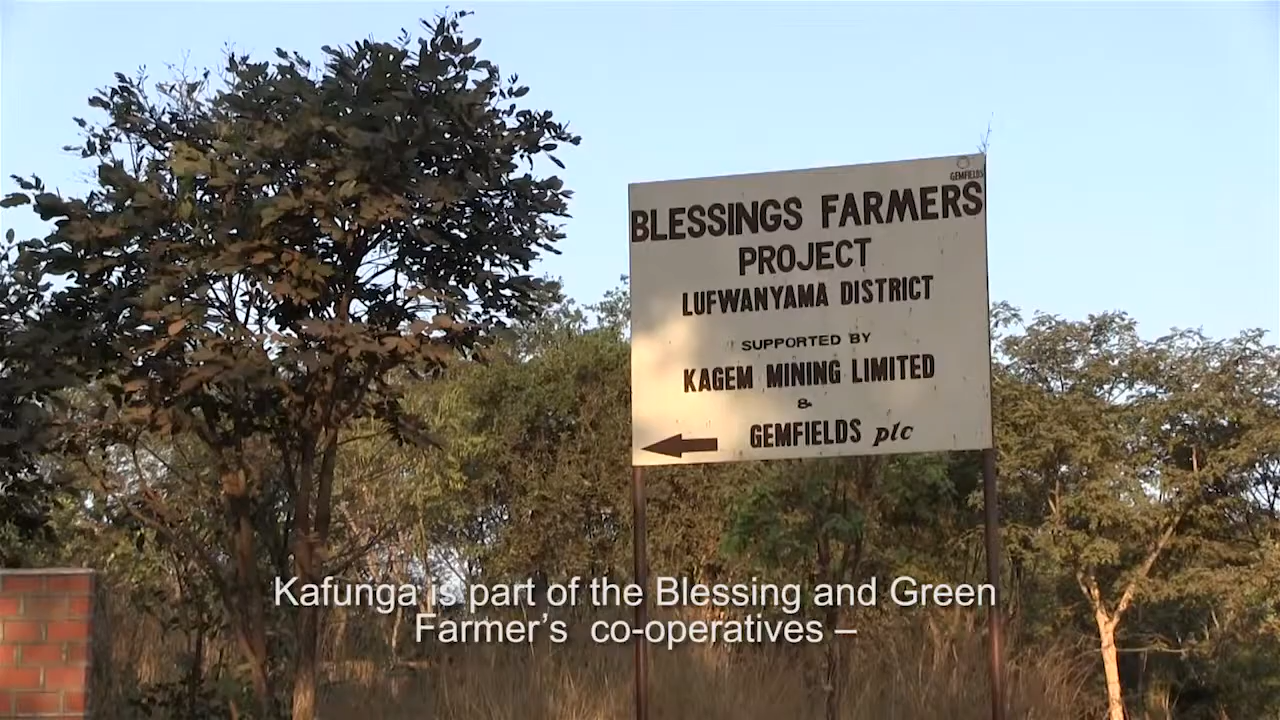 GEMFIELDS
BLESSINGS FARMERS
PROJECT
LUFWANYAMA DISTRICT
SUPPORTED BY
KAGEM MINING LIMITED
&
GEMFIELDS plc
Kafunga is part of the Blessing and Green
Farmer’s  co-operatives –